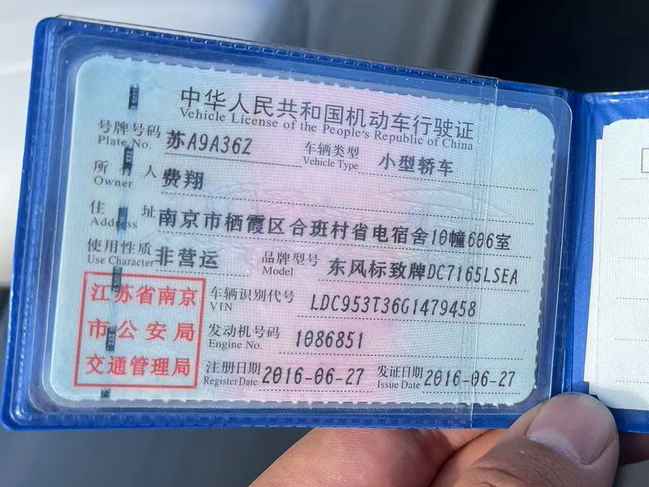 中华人民共和国机动车行驶证
Vehicle License of the People's Republic of China
号牌号码 苏A9A36Z 车辆类型 小型轿车
Plate No. Vehicle Type
所有人 费翔
Owner
住址 南京市栖霞区合班村省电宿舍10幢606室
Address
使用性质 非营运 品牌型号 东风标致牌DC7165LSEA
Use Character Model
江苏省南京
市公安局
交通管理局
车辆识别代号 LDC953T36G1479458
VIN
发动机号码 1086851
Engine No.
注册日期 2016-06-27 发证日期 2016-06-27
Register Date Issue Date